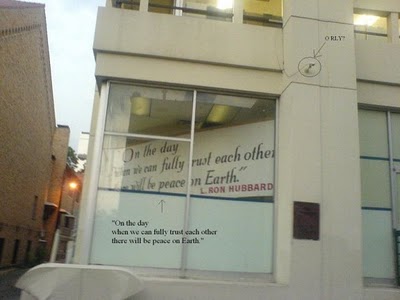 O RLY?
"On the day
when we can fully trust each other
there will be peace on Earth."
L. RON HUBBARD
"On the day
when we can fully trust each other
there will be peace on Earth."